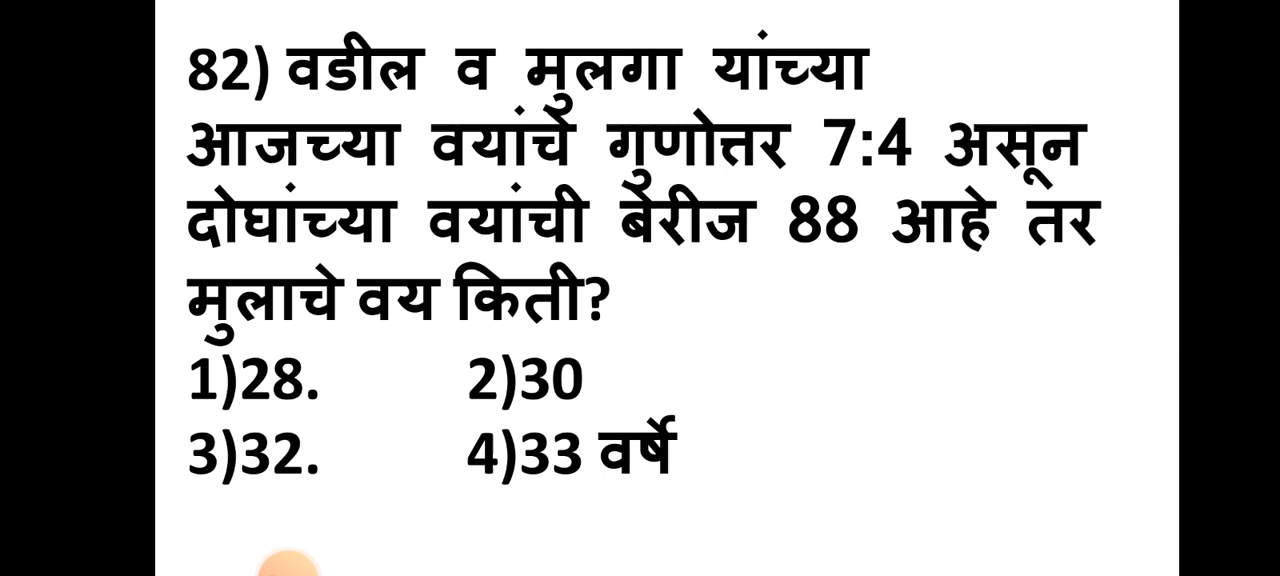 82) वडील व मुलगा यांच्या
आजच्या वयांचे गुणोत्तर 7:4 असून
दोघांच्या वयांची बेरीज 88 आहे तर
मुलाचे वय किती?
1)28. 2)30
3)32. 4)33 वर्षे